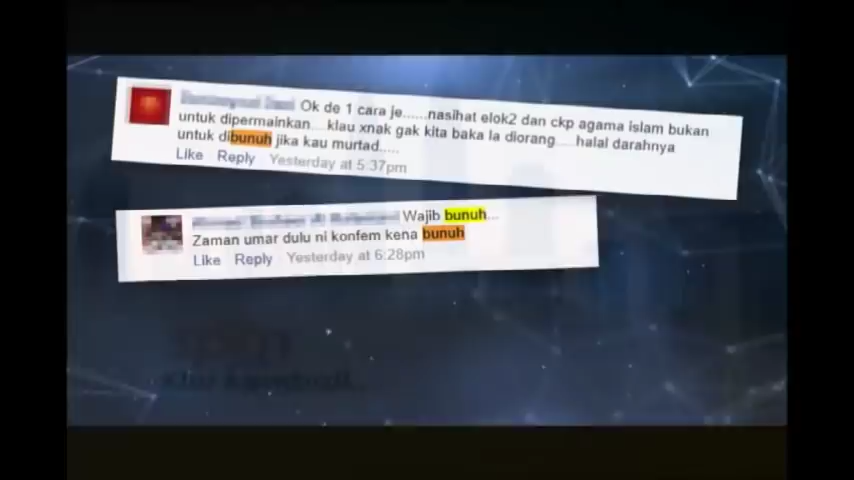 Ok de 1 cara je......nasihat elok2 dan ckp agama islam bukan
untuk dipermainkan....klau xnak gak kita baka la diorang.....halal darahnya
untuk dibunuh jika kau murtad.....
Like Reply Yesterday at 5:37pm
Wajib bunuh...
Zaman umar dulu ni konfem kena bunuh
Like Reply Yesterday at 6:28pm